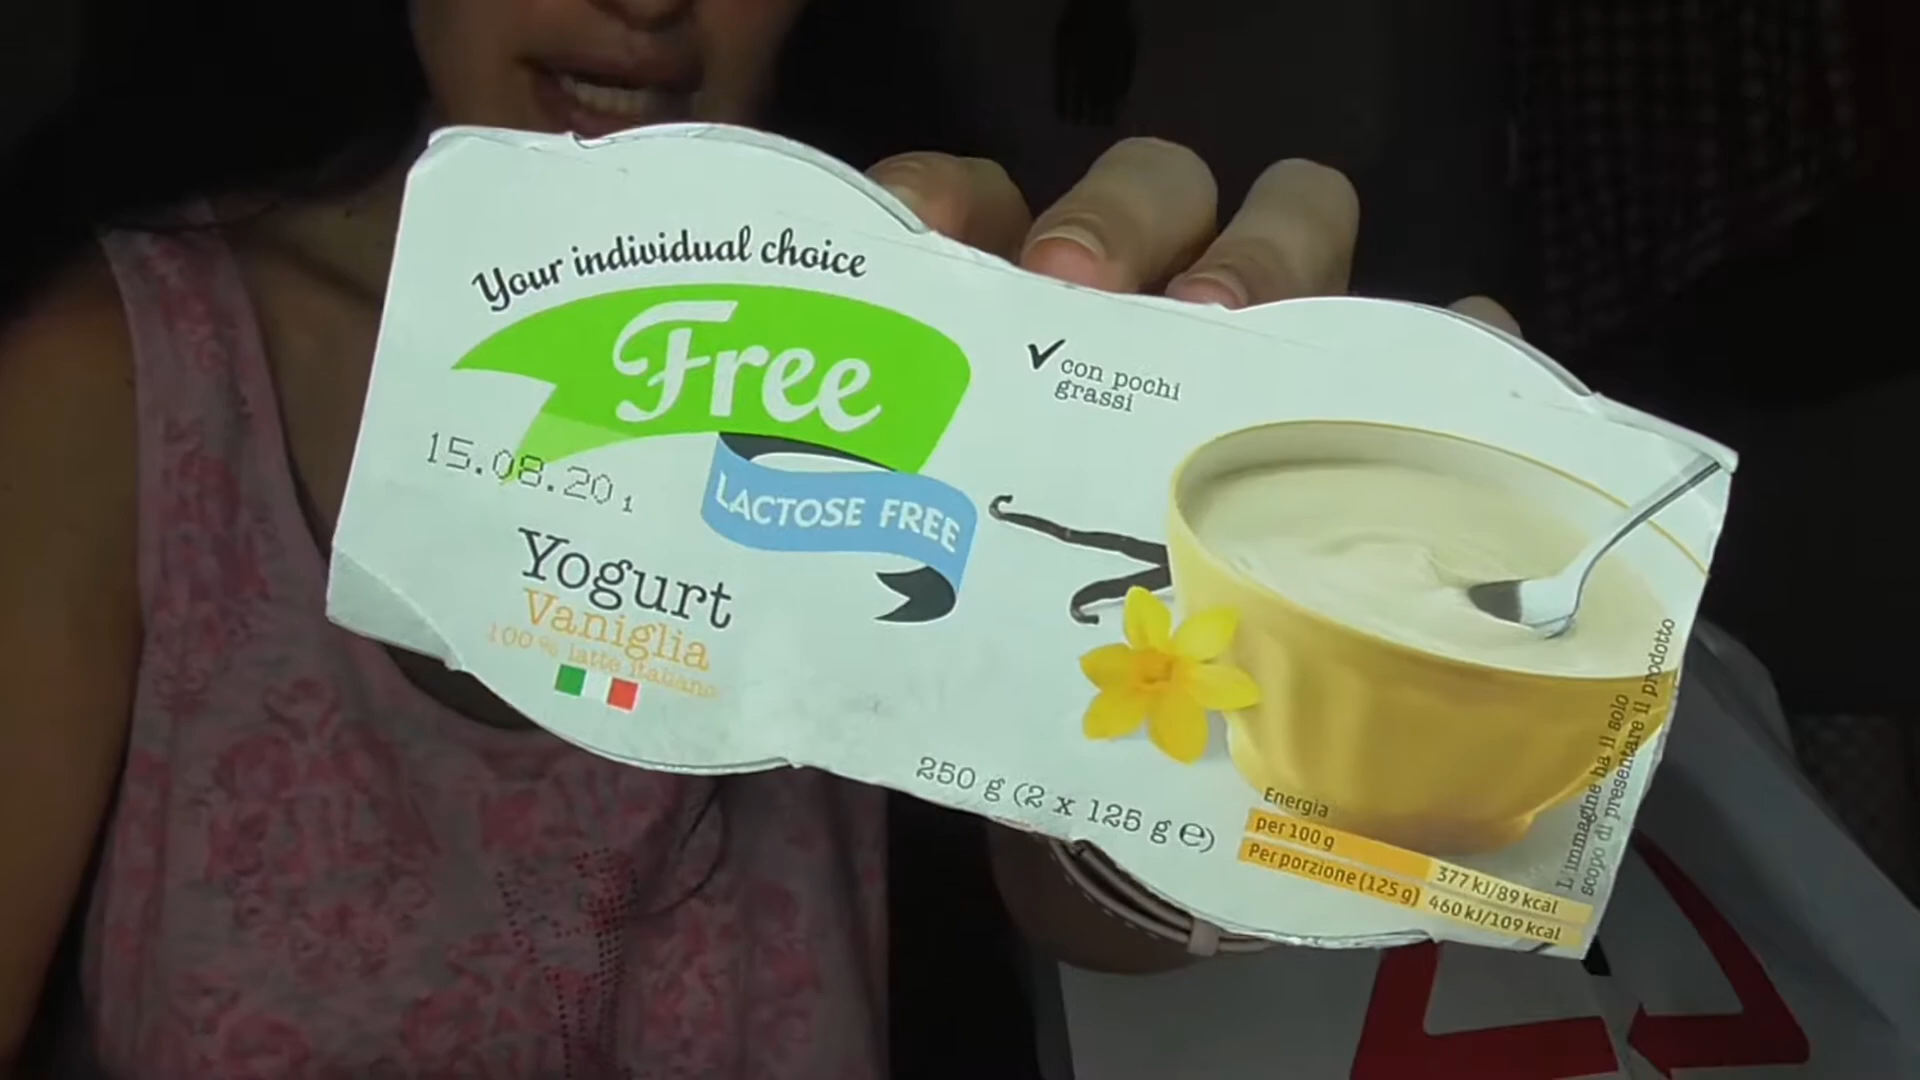 Your individual choice
Free
✓ con pochi
grassi
15.08.20 1
LACTOSE FREE
Yogurt
Vaniglia
100% latte italiano
250 g (2 x 125 g ℮)
Energia
per 100 g 377 kJ/89 kcal
Per porzione (125 g) 460 kJ/109 kcal
L'immagine ha il solo
scopo di presentare il prodotto